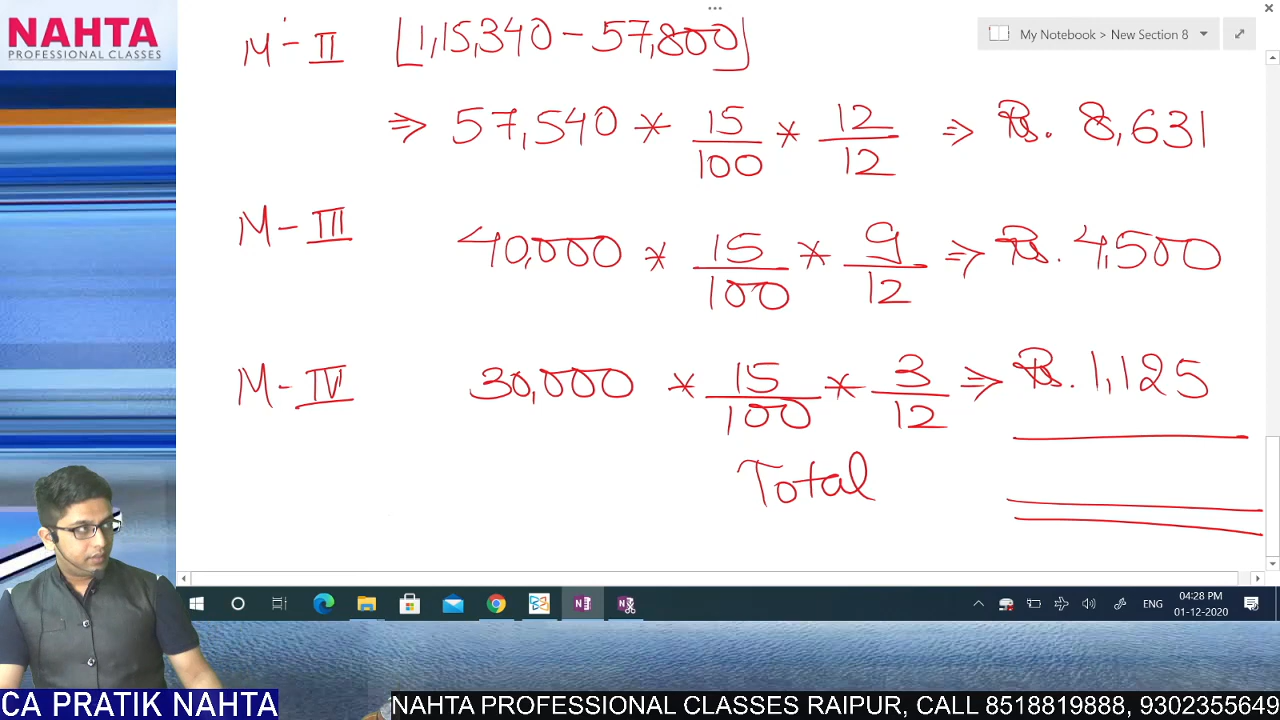 NAHTA
PROFESSIONAL CLASSES
My Notebook > New Section 8
M - II [1,15,340 - 57,800]
⇒ 57,540 * 15/100 * 12/12 ⇒ Rs. 8,631
M - III 40,000 * 15/100 * 9/12 ⇒ Rs. 4,500
M - IV 30,000 * 15/100 * 3/12 ⇒ Rs. 1,125
Total
ENG
04:28 PM
01-12-2020
CA PRATIK NAHTA
NAHTA PROFESSIONAL CLASSES RAIPUR, CALL 8518819888, 9302355649